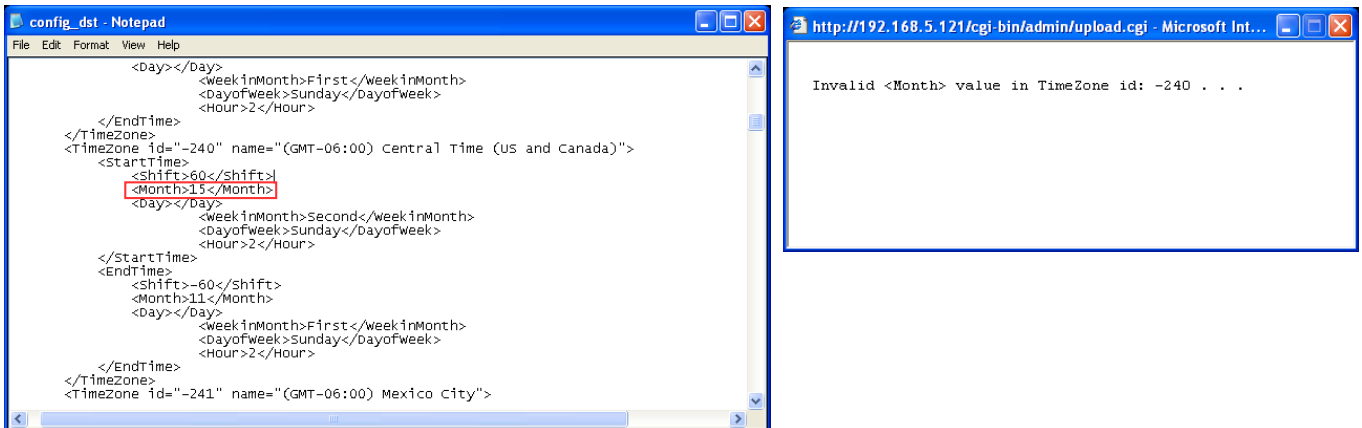 config_dst - Notepad
File Edit Format View Help
<Day></Day>
<WeekinMonth>First</WeekinMonth>
<DayofWeek>Sunday</DayofWeek>
<Hour>2</Hour>
</EndTime>
</TimeZone>
<TimeZone id="-240" name="(GMT-06:00) Central Time (US and Canada)">
<StartTime>
<Shift>60</Shift>
<Month>15</Month>
<Day></Day>
<WeekinMonth>Second</WeekinMonth>
<DayofWeek>Sunday</DayofWeek>
<Hour>2</Hour>
</StartTime>
<EndTime>
<Shift>-60</Shift>
<Month>11</Month>
<Day></Day>
<WeekinMonth>First</WeekinMonth>
<DayofWeek>Sunday</DayofWeek>
<Hour>2</Hour>
</EndTime>
</TimeZone>
<TimeZone id="-241" name="(GMT-06:00) Mexico City">
http://192.168.5.121/cgi-bin/admin/upload.cgi - Microsoft Int...
Invalid <Month> value in TimeZone id: -240 . . .